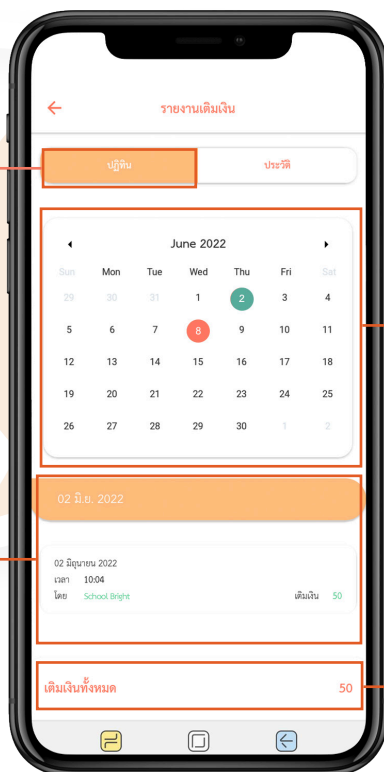 รายงานเติมเงิน
ปฏิทิน ประวัติ
June 2022
Sun Mon Tue Wed Thu Fri Sat
29 30 31 1 2 3 4
5 6 7 8 9 10 11
12 13 14 15 16 17 18
19 20 21 22 23 24 25
26 27 28 29 30 1 2
02 มิ.ย. 2022
02 มิถุนายน 2022
เวลา 10:04
โดย School Bright เติมเงิน 50
เติมเงินทั้งหมด 50